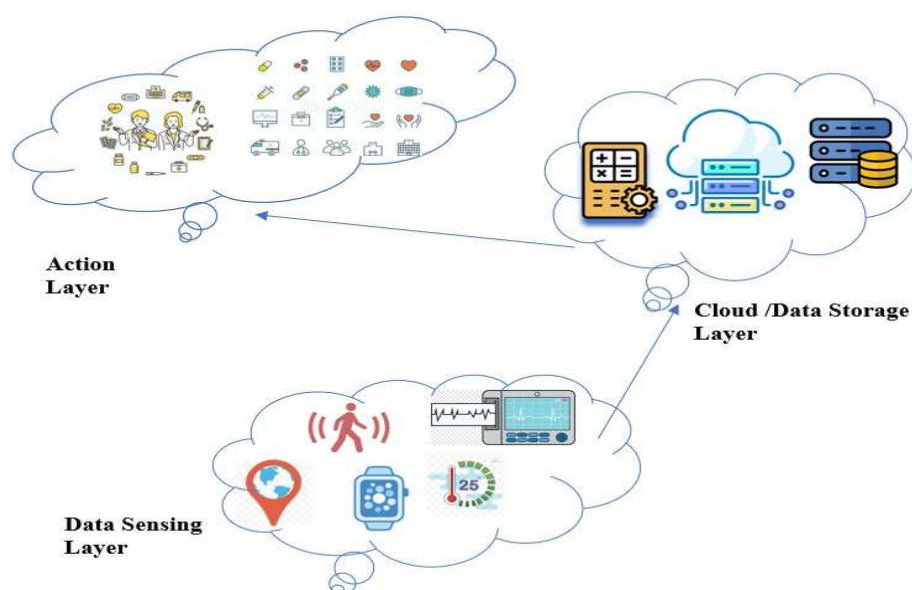 Action
Layer
Cloud /Data Storage
Layer
25
Data Sensing
Layer